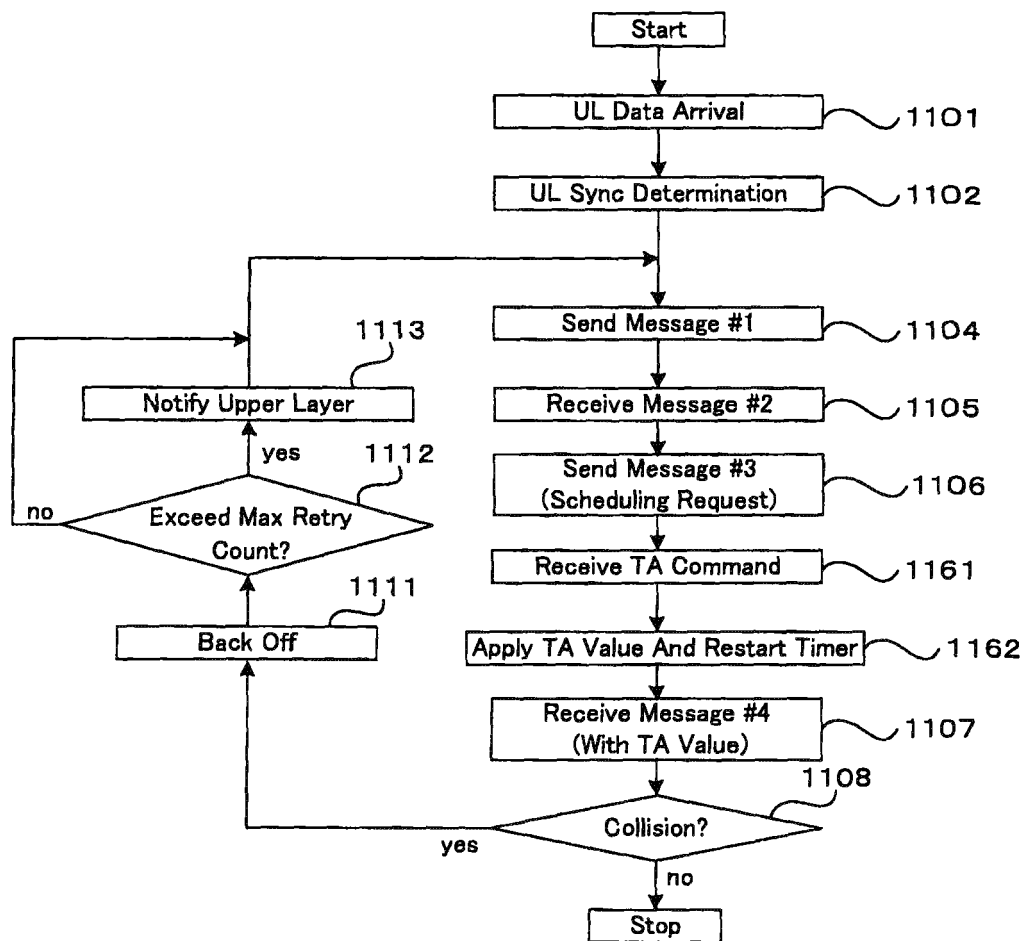 Start
UL Data Arrival
1101
UL Sync Determination
1102
Send Message #1
1104
1113
Notify Upper Layer
Receive Message #2
1105
yes
1112
Send Message #3
(Scheduling Request)
1106
no
Exceed Max Retry
Count?
Receive TA Command
1161
1111
Back Off
Apply TA Value And Restart Timer
1162
Receive Message #4
(With TA Value)
1107
1108
Collision?
yes
no
Stop